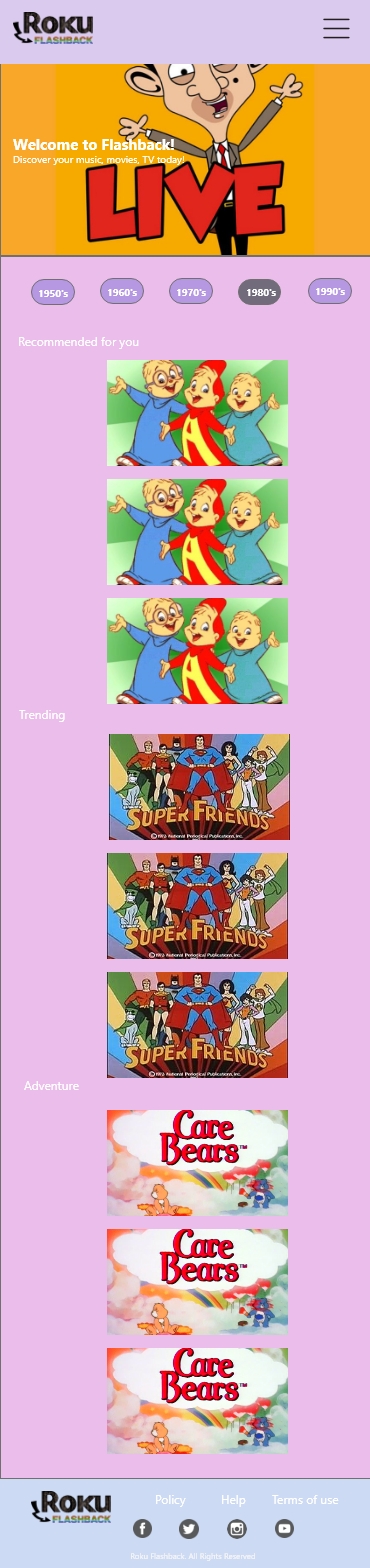 ROKU
FLASHBACK
Welcome to Flashback!
Discover your music, movies, TV today!
LIVE
1950's 1960's 1970's 1980's 1990's
Recommended for you
A
A
A
Trending
SUPER FRIENDS
©1973 National Periodical Publications, Inc.
SUPER FRIENDS
©1973 National Periodical Publications, Inc.
SUPER FRIENDS
©1973 National Periodical Publications, Inc.
Adventure
Care
Bears™
Care
Bears™
Care
Bears™
ROKU
FLASHBACK
Policy Help Terms of use
Roku Flashback. All Rights Reserved